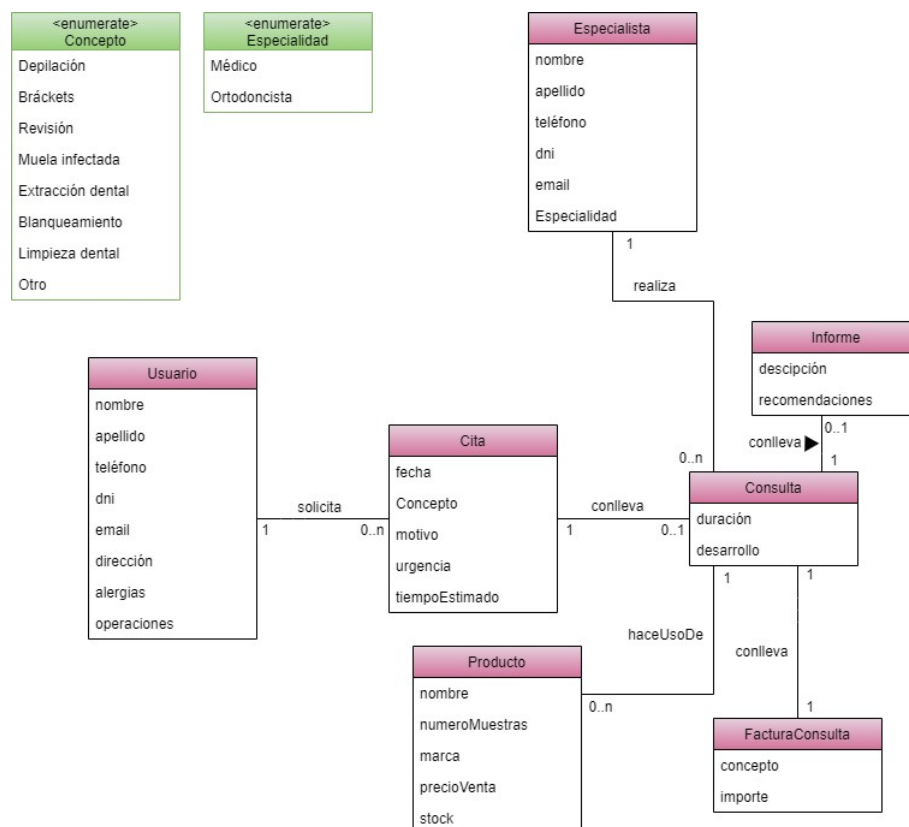 <enumerate>
Concepto
Depilación
Bráckets
Revisión
Muela infectada
Extracción dental
Blanqueamiento
Limpieza dental
Otro
<enumerate>
Especialidad
Médico
Ortodoncista
Especialista
nombre
apellido
teléfono
dni
email
Especialidad
1
realiza
0..n
Informe
descipción
recomendaciones
0..1
conlleva
1
Usuario
nombre
apellido
teléfono
dni
email
dirección
alergias
operaciones
solicita
1
0..n
Cita
fecha
Concepto
motivo
urgencia
tiempoEstimado
conlleva
1
0..1
Consulta
duración
desarrollo
1
1
haceUsoDe
conlleva
0..n
1
Producto
nombre
numeroMuestras
marca
precioVenta
stock
FacturaConsulta
concepto
importe